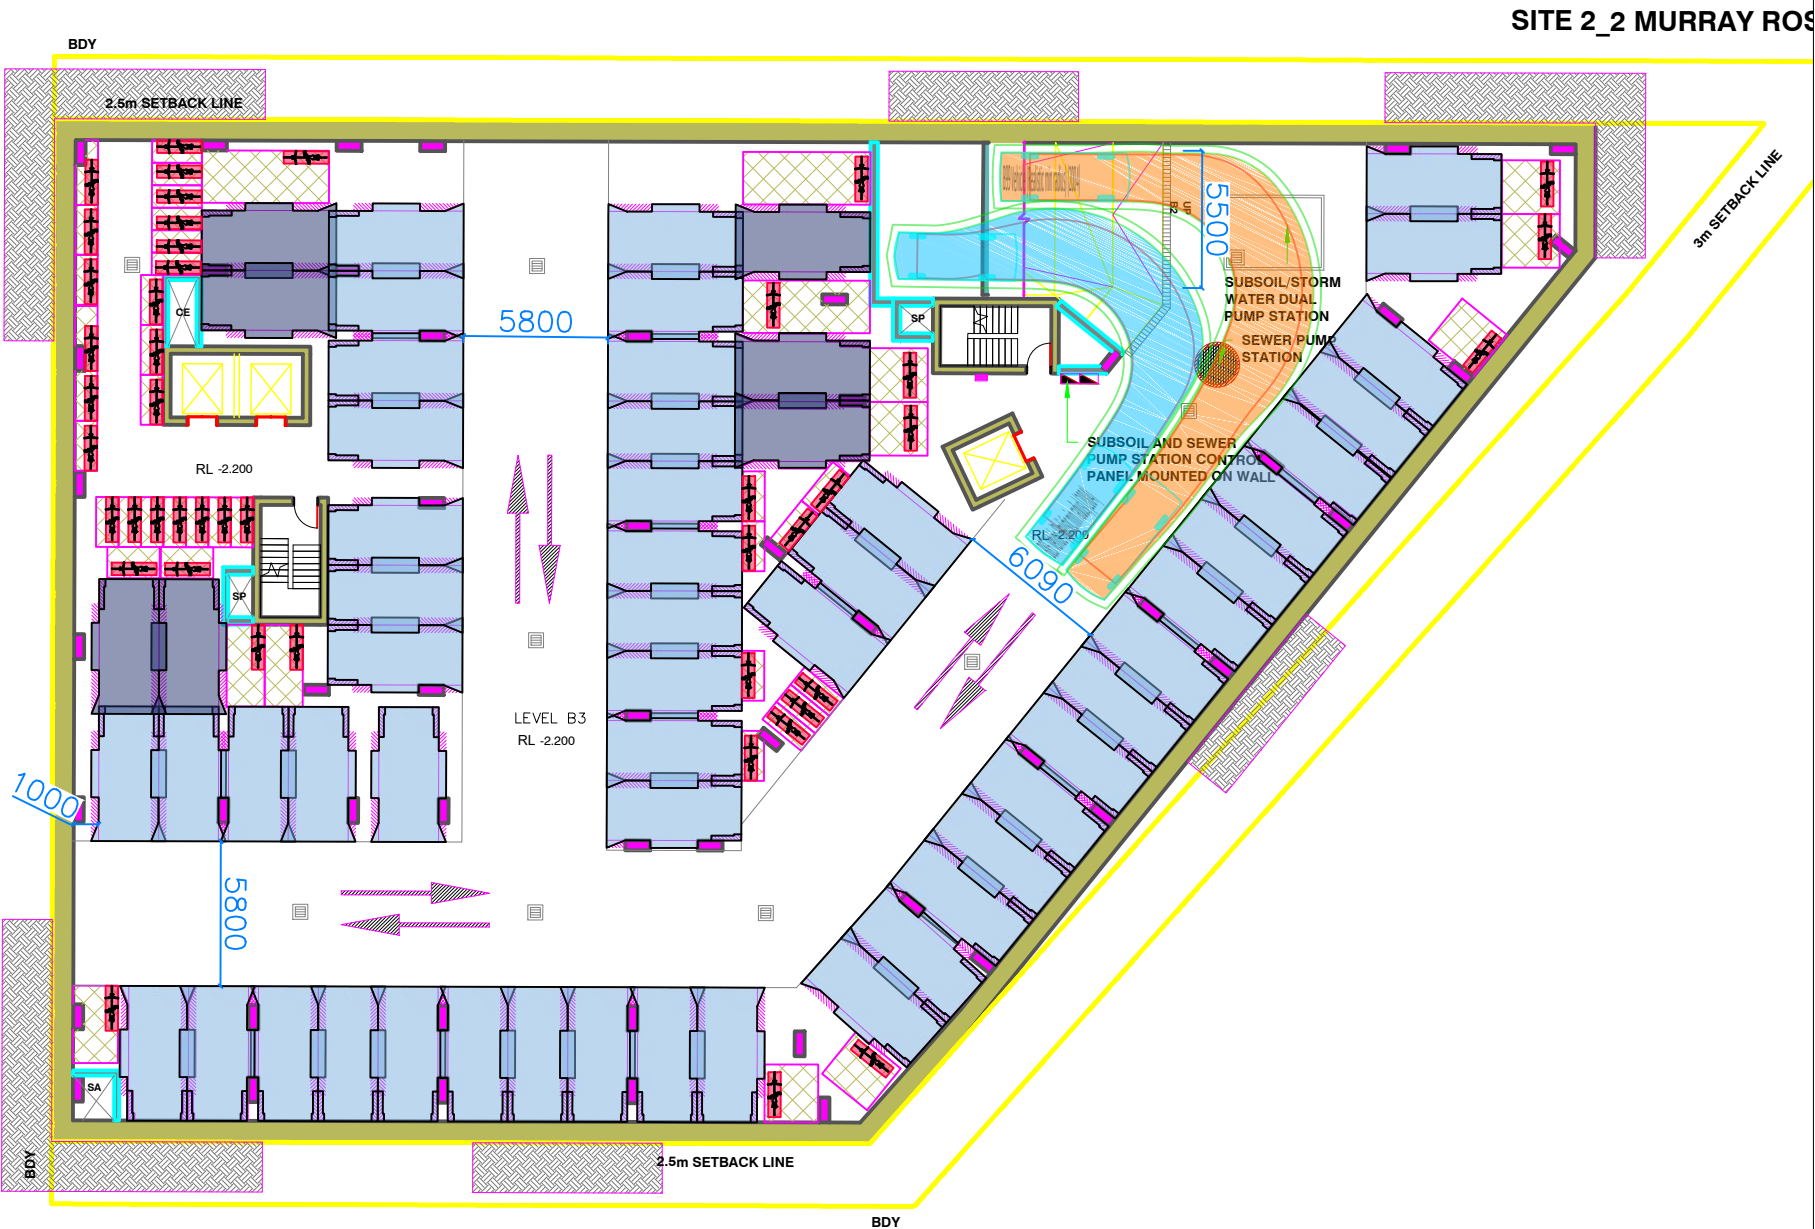 SITE 2_2 MURRAY ROS
BDY
2.5m SETBACK LINE
3m SETBACK LINE
CE
SP
UP
B2
5500
5800
SUBSOIL/STORM
WATER DUAL
PUMP STATION
SEWER PUMP
STATION
SUBSOIL AND SEWER
PUMP STATION CONTROL
PANEL MOUNTED ON WALL
RL -2.200
RL -2.200
6090
SP
LEVEL B3
RL -2.200
1000
5800
SA
2.5m SETBACK LINE
BDY
BDY